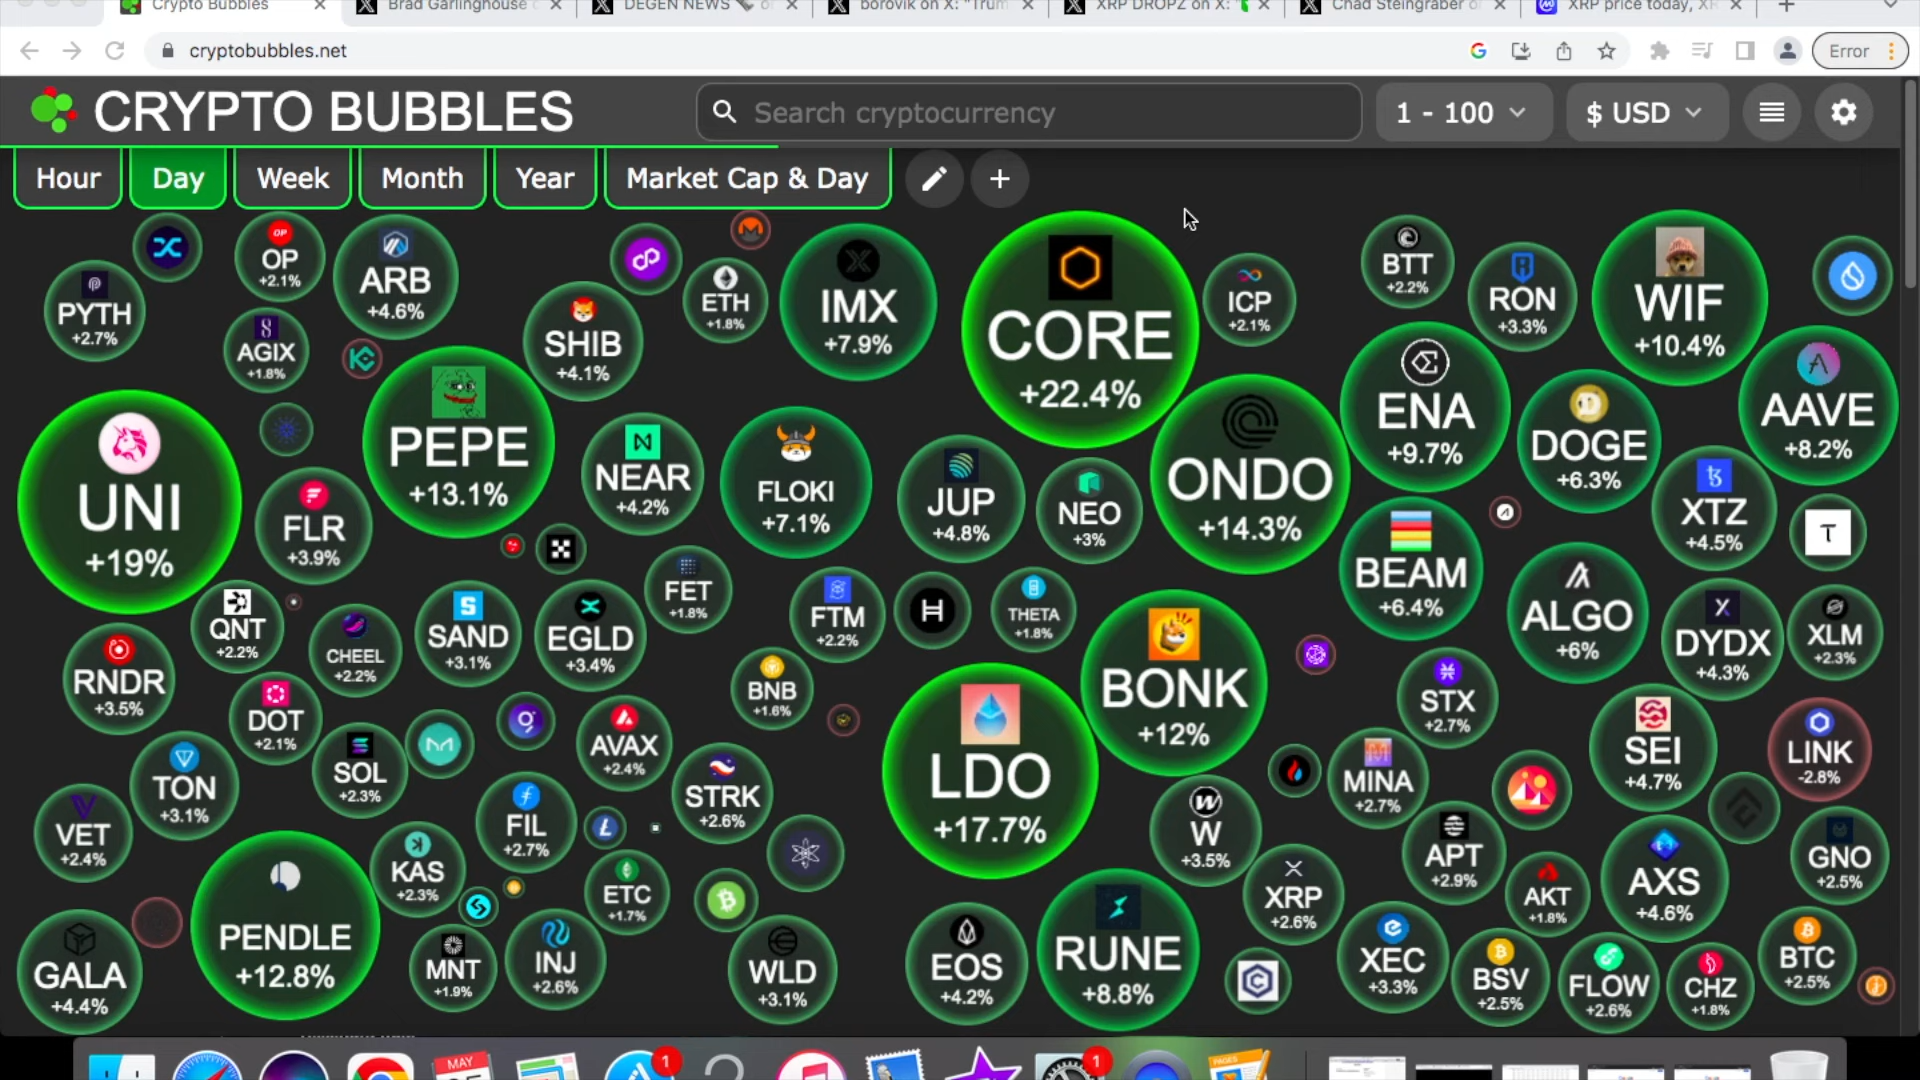 Crypto Bubbles
Brad Garlinghouse
DEGEN NEWS
borovik on X: "Trum
XRP DROPZ on X:
Chad Steingraber
XRP price today, XR
cryptobubbles.net
Error
CRYPTO BUBBLES
Search cryptocurrency
1 - 100
$ USD
Hour
Day
Week
Month
Year
Market Cap & Day
PYTH
+2.7%
OP
+2.1%
ARB
+4.6%
AGIX
+1.8%
SHIB
+4.1%
ETH
+1.8%
IMX
+7.9%
CORE
+22.4%
ICP
+2.1%
BTT
+2.2%
RON
+3.3%
WIF
+10.4%
UNI
+19%
FLR
+3.9%
PEPE
+13.1%
NEAR
+4.2%
FLOKI
+7.1%
JUP
+4.8%
NEO
+3%
ONDO
+14.3%
ENA
+9.7%
DOGE
+6.3%
AAVE
+8.2%
XTZ
+4.5%
BEAM
+6.4%
QNT
+2.2%
CHEEL
+2.2%
SAND
+3.1%
EGLD
+3.4%
FET
+1.8%
FTM
+2.2%
THETA
+1.8%
BONK
+12%
ALGO
+6%
DYDX
+4.3%
XLM
+2.3%
RNDR
+3.5%
DOT
+2.1%
SOL
+2.3%
AVAX
+2.4%
BNB
+1.6%
LDO
+17.7%
STX
+2.7%
SEI
+4.7%
LINK
-2.8%
TON
+3.1%
VET
+2.4%
FIL
+2.7%
STRK
+2.6%
W
+3.5%
MINA
+2.7%
APT
+2.9%
GNO
+2.5%
PENDLE
+12.8%
KAS
+2.3%
ETC
+1.7%
XRP
+2.6%
AKT
+1.8%
AXS
+4.6%
GALA
+4.4%
MNT
+1.9%
INJ
+2.6%
WLD
+3.1%
EOS
+4.2%
RUNE
+8.8%
XEC
+3.3%
BSV
+2.5%
FLOW
+2.6%
CHZ
+1.8%
BTC
+2.5%
MAY
1
1
PAGES